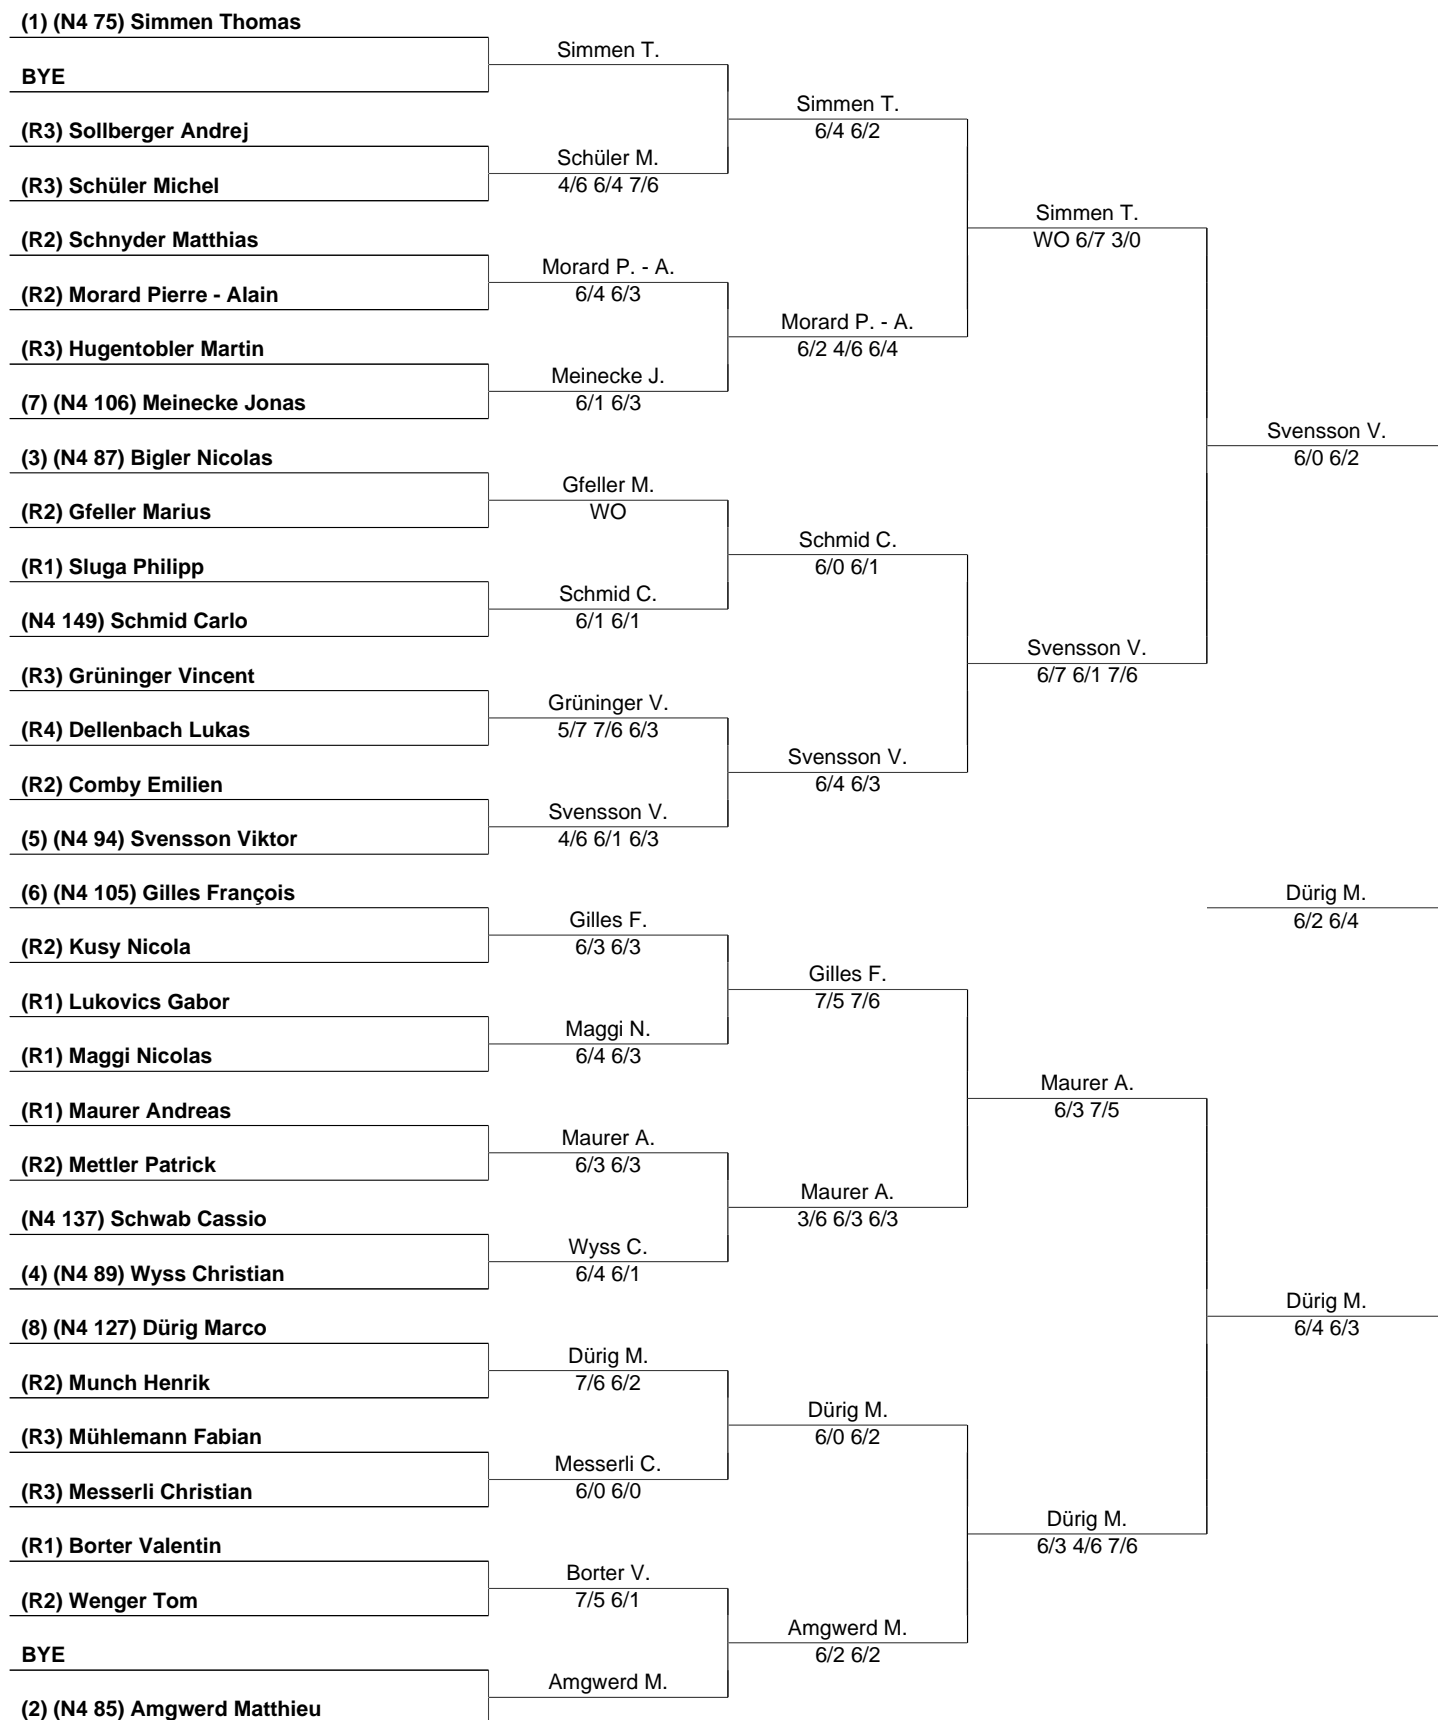 (1) (N4 75) Simmen Thomas
BYE
(R3) Sollberger Andrej
(R3) Schüler Michel
(R2) Schnyder Matthias
(R2) Morard Pierre - Alain
(R3) Hugentobler Martin
(7) (N4 106) Meinecke Jonas
(3) (N4 87) Bigler Nicolas
(R2) Gfeller Marius
(R1) Sluga Philipp
(N4 149) Schmid Carlo
(R3) Grüninger Vincent
(R4) Dellenbach Lukas
(R2) Comby Emilien
(5) (N4 94) Svensson Viktor
(6) (N4 105) Gilles François
(R2) Kusy Nicola
(R1) Lukovics Gabor
(R1) Maggi Nicolas
(R1) Maurer Andreas
(R2) Mettler Patrick
(N4 137) Schwab Cassio
(4) (N4 89) Wyss Christian
(8) (N4 127) Dürig Marco
(R2) Munch Henrik
(R3) Mühlemann Fabian
(R3) Messerli Christian
(R1) Borter Valentin
(R2) Wenger Tom
BYE
(2) (N4 85) Amgwerd Matthieu
Simmen T.
Schüler M.
4/6 6/4 7/6
Morard P. - A.
6/4 6/3
Meinecke J.
6/1 6/3
Gfeller M.
WO
Schmid C.
6/1 6/1
Grüninger V.
5/7 7/6 6/3
Svensson V.
4/6 6/1 6/3
Gilles F.
6/3 6/3
Maggi N.
6/4 6/3
Maurer A.
6/3 6/3
Wyss C.
6/4 6/1
Dürig M.
7/6 6/2
Messerli C.
6/0 6/0
Borter V.
7/5 6/1
Amgwerd M.
Simmen T.
6/4 6/2
Morard P. - A.
6/2 4/6 6/4
Schmid C.
6/0 6/1
Svensson V.
6/4 6/3
Gilles F.
7/5 7/6
Maurer A.
3/6 6/3 6/3
Dürig M.
6/0 6/2
Amgwerd M.
6/2 6/2
Simmen T.
WO 6/7 3/0
Svensson V.
6/7 6/1 7/6
Maurer A.
6/3 7/5
Dürig M.
6/3 4/6 7/6
Svensson V.
6/0 6/2
Dürig M.
6/2 6/4
Dürig M.
6/4 6/3